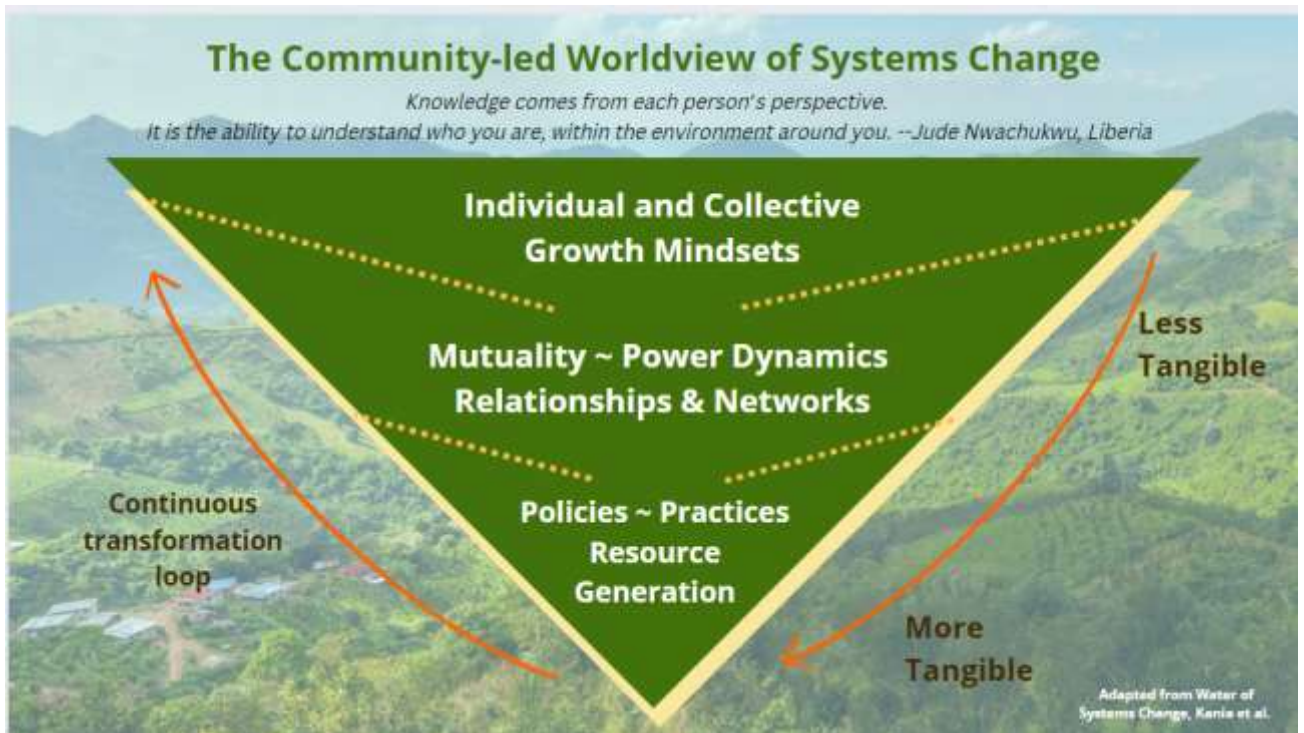 The Community-led Worldview of Systems Change
Knowledge comes from each person's perspective.
It is the ability to understand who you are, within the environment around you. --Jude Nwachukwu, Liberia
Individual and Collective
Growth Mindsets
Mutuality ~ Power Dynamics
Relationships & Networks
Policies ~ Practices
Resource
Generation
Continuous
transformation
loop
Less
Tangible
More
Tangible
Adapted from Water of
Systems Change, Kania et al.